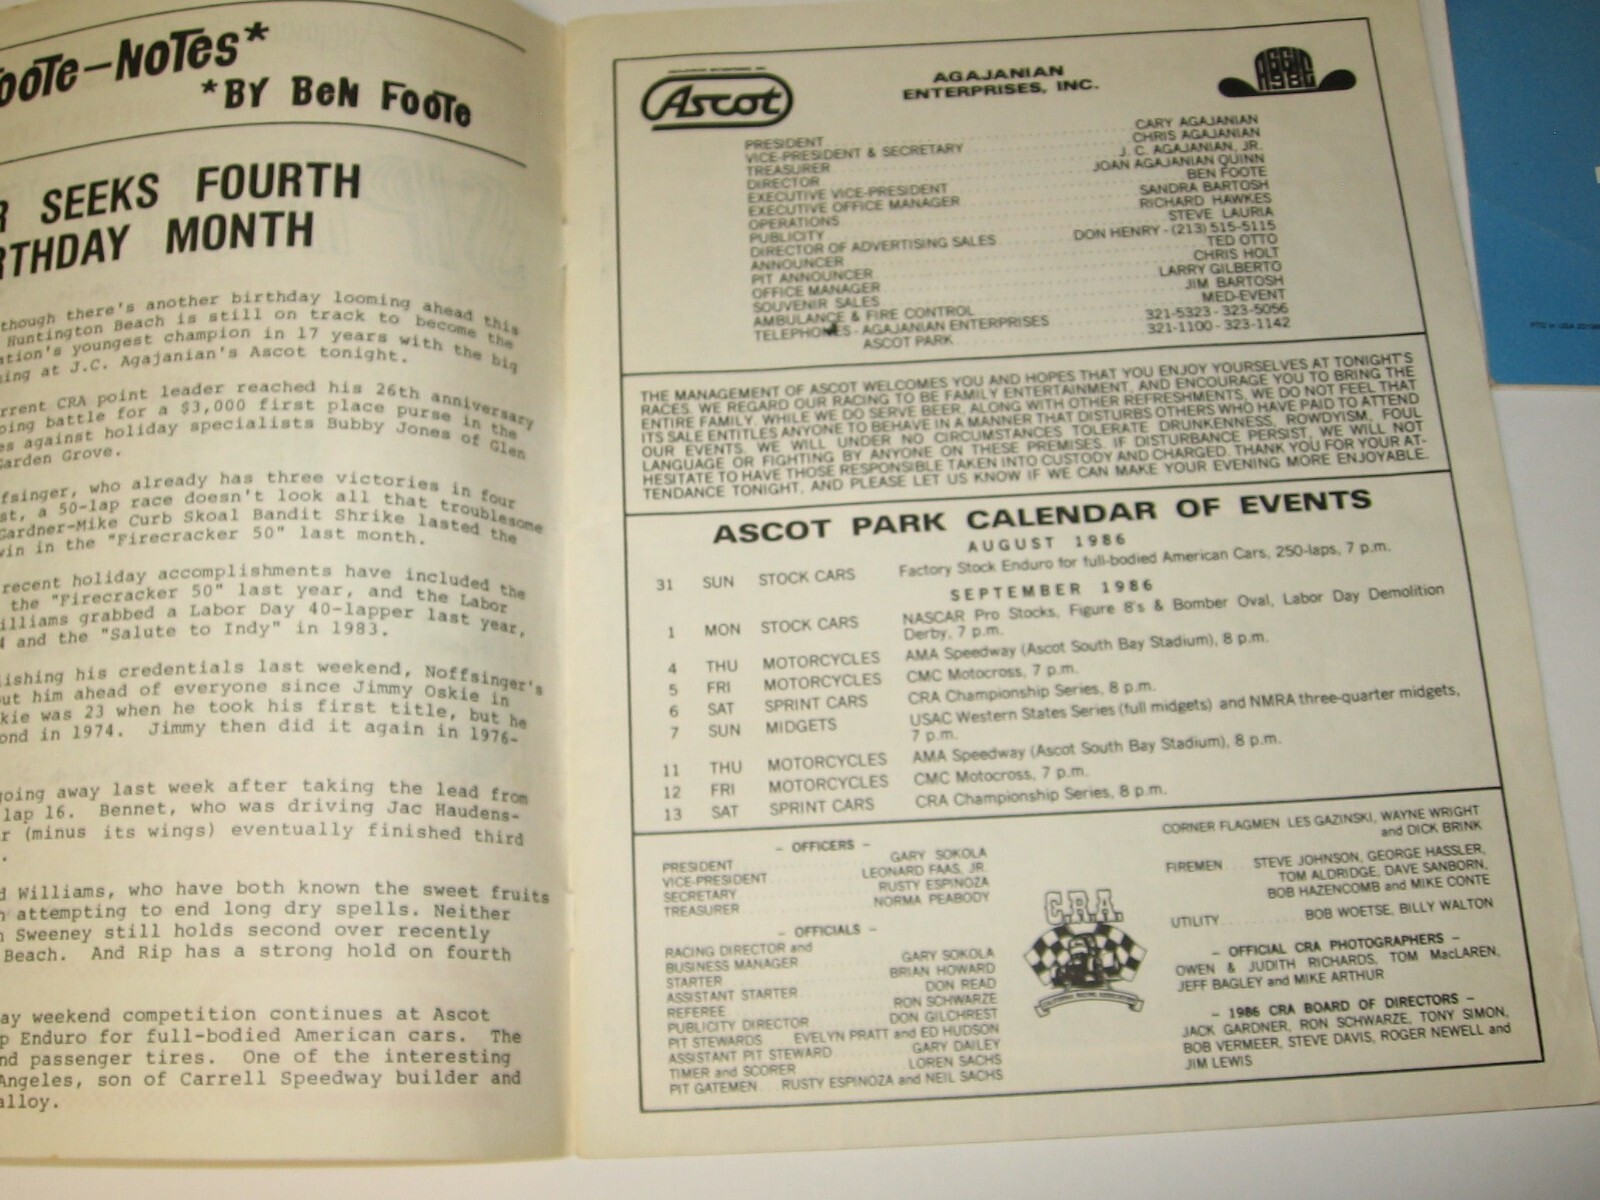 OOTE-NOTES*
*BY BEN FOOTE
R SEEKS FOURTH
RTHDAY MONTH
though there's another birthday looming ahead this
Huntington Beach is still on track to become the
ation's youngest champion in 17 years with the big
ing at J.C. Agajanian's Ascot tonight.
rrent CRA point leader reached his 26th anniversary
ping battle for a $3,000 first place purse in the
es against holiday specialists Bubby Jones of Glen
Garden Grove.
ffsinger, who already has three victories in four
st, a 50-lap race doesn't look all that troublesome
Gardner-Mike Curb Skoal Bandit Shrike lasted the
win in the "Firecracker 50" last month.
recent holiday accomplishments have included the
the "Firecracker 50" last year, and the Labor
illiams grabbed a Labor Day 40-lapper last year,
4 and the "Salute to Indy" in 1983.
lishing his credentials last weekend, Noffsinger's
out him ahead of everyone since Jimmy Oskie in
kie was 23 when he took his first title, but he
ond in 1974. Jimmy then did it again in 1976-
going away last week after taking the lead from
lap 16. Bennet, who was driving Jac Haudens-
r (minus its wings) eventually finished third
.
d Williams, who have both known the sweet fruits
n attempting to end long dry spells. Neither
n Sweeney still holds second over recently
Beach. And Rip has a strong hold on fourth
ay weekend competition continues at Ascot
p Enduro for full-bodied American cars. The
nd passenger tires. One of the interesting
Angeles, son of Carrell Speedway builder and
alloy.
Ascot
AGAJANIAN
ENTERPRISES, INC.
AGGIE
PRESIDENT CARY AGAJANIAN
VICE-PRESIDENT & SECRETARY CHRIS AGAJANIAN
TREASURER J. C. AGAJANIAN, JR.
DIRECTOR JOAN AGAJANIAN QUINN
EXECUTIVE VICE-PRESIDENT BEN FOOTE
EXECUTIVE OFFICE MANAGER SANDRA BARTOSH
OPERATIONS RICHARD HAWKES
PUBLICITY STEVE LAURIA
DIRECTOR OF ADVERTISING SALES DON HENRY - (213) 515-5115
ANNOUNCER TED OTTO
PIT ANNOUNCER CHRIS HOLT
OFFICE MANAGER LARRY GILBERTO
SOUVENIR SALES JIM BARTOSH
AMBULANCE & FIRE CONTROL MED-EVENT
TELEPHONES - AGAJANIAN ENTERPRISES 321-5323 - 323-5056
ASCOT PARK 321-1100 - 323-1142
THE MANAGEMENT OF ASCOT WELCOMES YOU AND HOPES THAT YOU ENJOY YOURSELVES AT TONIGHT'S
RACES. WE REGARD OUR RACING TO BE FAMILY ENTERTAINMENT, AND ENCOURAGE YOU TO BRING THE
ENTIRE FAMILY. WHILE WE DO SERVE BEER, ALONG WITH OTHER REFRESHMENTS, WE DO NOT FEEL THAT
ITS SALE ENTITLES ANYONE TO BEHAVE IN A MANNER THAT DISTURBS OTHERS WHO HAVE PAID TO ATTEND
OUR EVENTS. WE WILL UNDER NO CIRCUMSTANCES TOLERATE DRUNKENNESS, ROWDYISM, FOUL
LANGUAGE OR FIGHTING BY ANYONE ON THESE PREMISES. IF DISTURBANCE PERSIST, WE WILL NOT
HESITATE TO HAVE THOSE RESPONSIBLE TAKEN INTO CUSTODY AND CHARGED. THANK YOU FOR YOUR AT-
TENDANCE TONIGHT, AND PLEASE LET US KNOW IF WE CAN MAKE YOUR EVENING MORE ENJOYABLE.
ASCOT PARK CALENDAR OF EVENTS
AUGUST 1986
31 SUN STOCK CARS Factory Stock Enduro for full-bodied American Cars, 250-laps, 7 p.m.
SEPTEMBER 1986
1 MON STOCK CARS NASCAR Pro Stocks, Figure 8's & Bomber Oval, Labor Day Demolition
Derby, 7 p.m.
4 THU MOTORCYCLES AMA Speedway (Ascot South Bay Stadium), 8 p.m.
5 FRI MOTORCYCLES CMC Motocross, 7 p.m.
6 SAT SPRINT CARS CRA Championship Series, 8 p.m.
7 SUN MIDGETS USAC Western States Series (full midgets) and NMRA three-quarter midgets,
7 p.m.
11 THU MOTORCYCLES AMA Speedway (Ascot South Bay Stadium), 8 p.m.
12 FRI MOTORCYCLES CMC Motocross, 7 p.m.
13 SAT SPRINT CARS CRA Championship Series, 8 p.m.
- OFFICERS -
PRESIDENT GARY SOKOLA
VICE-PRESIDENT LEONARD FAAS, JR.
SECRETARY RUSTY ESPINOZA
TREASURER NORMA PEABODY
- OFFICIALS -
RACING DIRECTOR and
BUSINESS MANAGER GARY SOKOLA
STARTER BRIAN HOWARD
ASSISTANT STARTER DON READ
REFEREE RON SCHWARZE
PUBLICITY DIRECTOR DON GILCHREST
PIT STEWARDS EVELYN PRATT and ED HUDSON
ASSISTANT PIT STEWARD GARY DAILEY
TIMER and SCORER LOREN SACHS
PIT GATEMEN RUSTY ESPINOZA and NEIL SACHS
C.R.A.
CALIFORNIA RACING ASSOCIATION
CORNER FLAGMEN LES GAZINSKI, WAYNE WRIGHT
and DICK BRINK
FIREMEN STEVE JOHNSON, GEORGE HASSLER,
TOM ALDRIDGE, DAVE SANBORN,
BOB HAZENCOMB and MIKE CONTE
UTILITY BOB WOETSE, BILLY WALTON
- OFFICIAL CRA PHOTOGRAPHERS -
OWEN & JUDITH RICHARDS, TOM MacLAREN,
JEFF BAGLEY and MIKE ARTHUR
- 1986 CRA BOARD OF DIRECTORS -
JACK GARDNER, RON SCHWARZE, TONY SIMON,
BOB VERMEER, STEVE DAVIS, ROGER NEWELL and
JIM LEWIS